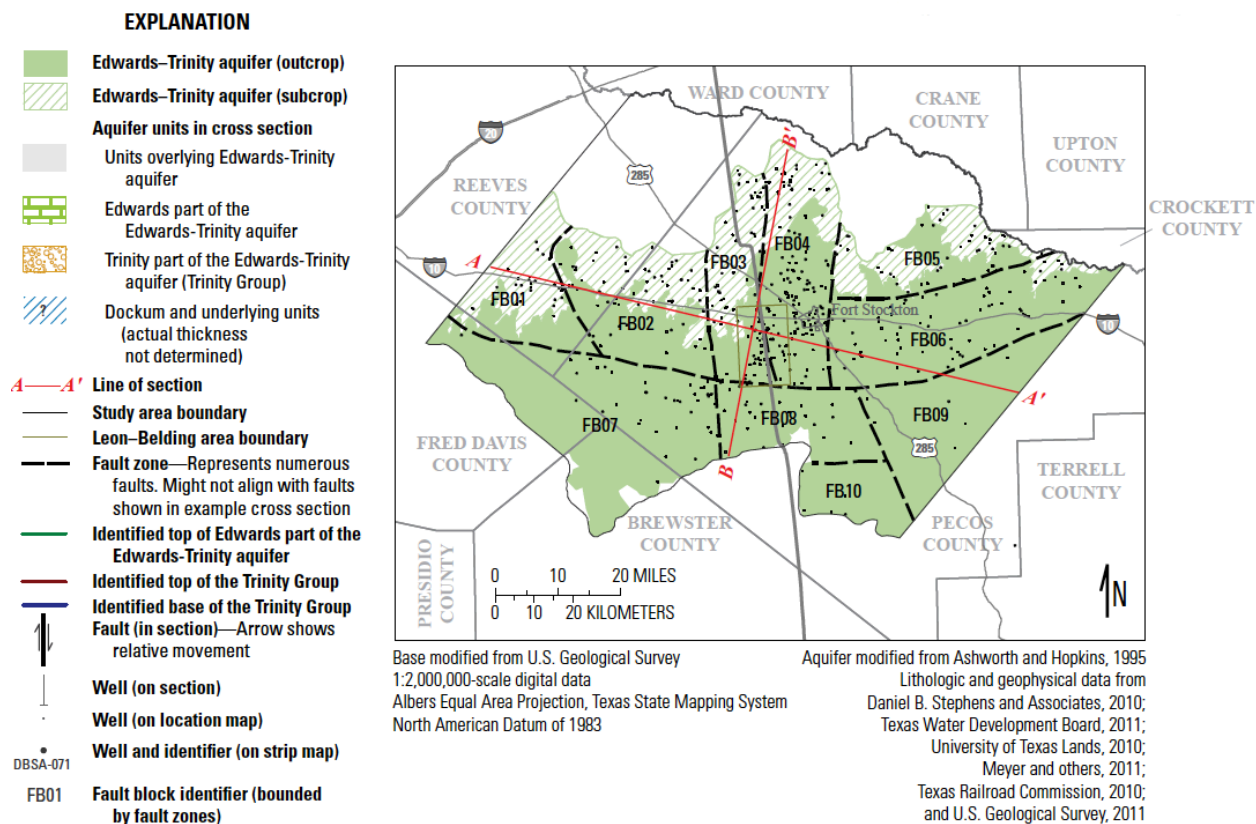 EXPLANATION
Edwards–Trinity aquifer (outcrop)
Edwards–Trinity aquifer (subcrop)
Aquifer units in cross section
Units overlying Edwards-Trinity
aquifer
Edwards part of the
Edwards-Trinity aquifer
Trinity part of the Edwards-Trinity
aquifer (Trinity Group)
?
Dockum and underlying units
(actual thickness
not determined)
A A' Line of section
Study area boundary
Leon–Belding area boundary
Fault zone—Represents numerous
faults. Might not align with faults
shown in example cross section
Identified top of Edwards part of the
Edwards-Trinity aquifer
Identified top of the Trinity Group
Identified base of the Trinity Group
Fault (in section)—Arrow shows
relative movement
Well (on section)
Well (on location map)
Well and identifier (on strip map)
DBSA-071
FB01 Fault block identifier (bounded
by fault zones)
WARD COUNTY
CRANE
COUNTY
UPTON
COUNTY
CROCKETT
COUNTY
REEVES
COUNTY
20
285
B'
A
10
FB01
FB02
FB03
FB04
FB05
Fort Stockton
FB06
10
A'
FB07
FB08
FB09
B
285
FB10
FRED DAVIS
COUNTY
TERRELL
COUNTY
BREWSTER
COUNTY
PECOS
COUNTY
PRESIDIO
COUNTY
0 10 20 MILES
0 10 20 KILOMETERS
N
Base modified from U.S. Geological Survey
1:2,000,000-scale digital data
Albers Equal Area Projection, Texas State Mapping System
North American Datum of 1983
Aquifer modified from Ashworth and Hopkins, 1995
Lithologic and geophysical data from
Daniel B. Stephens and Associates, 2010;
Texas Water Development Board, 2011;
University of Texas Lands, 2010;
Meyer and others, 2011;
Texas Railroad Commission, 2010;
and U.S. Geological Survey, 2011